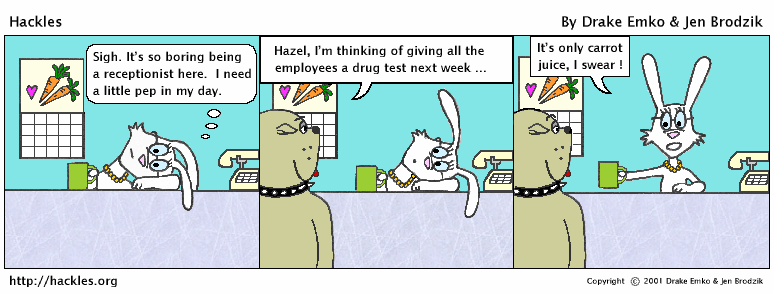 Hackles
By Drake Emko & Jen Brodzik
Sigh. It's so boring being
a receptionist here. I need
a little pep in my day.
Hazel, I'm thinking of giving all the
employees a drug test next week ...
It's only carrot
juice, I swear !
http://hackles.org
Copyright © 2001 Drake Emko & Jen Brodzik